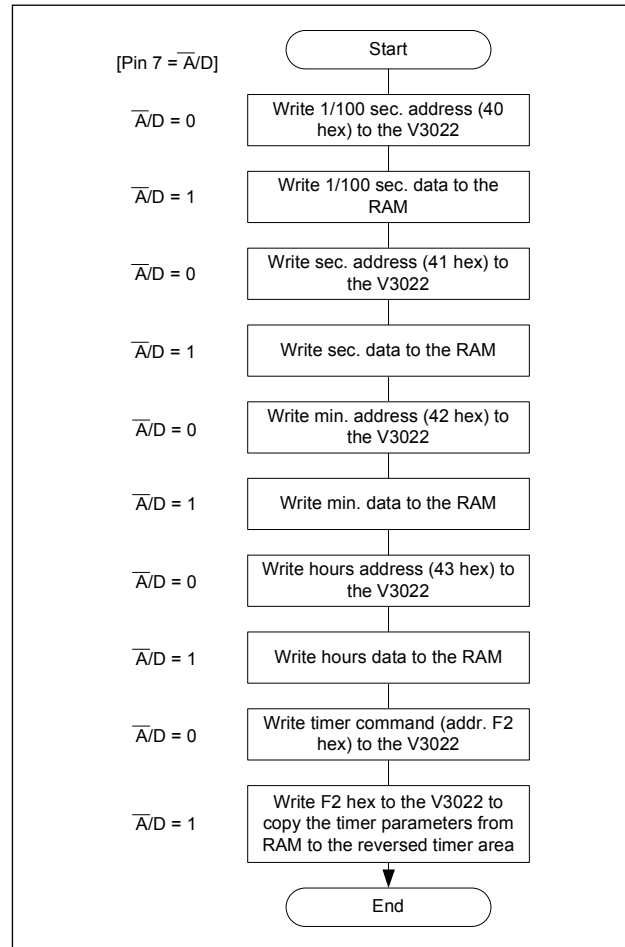 [Pin 7 = A̅/D]
Start
A̅/D = 0
Write 1/100 sec. address (40
hex) to the V3022
A̅/D = 1
Write 1/100 sec. data to the
RAM
A̅/D = 0
Write sec. address (41 hex) to
the V3022
A̅/D = 1
Write sec. data to the RAM
A̅/D = 0
Write min. address (42 hex) to
the V3022
A̅/D = 1
Write min. data to the RAM
A̅/D = 0
Write hours address (43 hex) to
the V3022
A̅/D = 1
Write hours data to the RAM
A̅/D = 0
Write timer command (addr. F2
hex) to the V3022
A̅/D = 1
Write F2 hex to the V3022 to
copy the timer parameters from
RAM to the reversed timer area
End